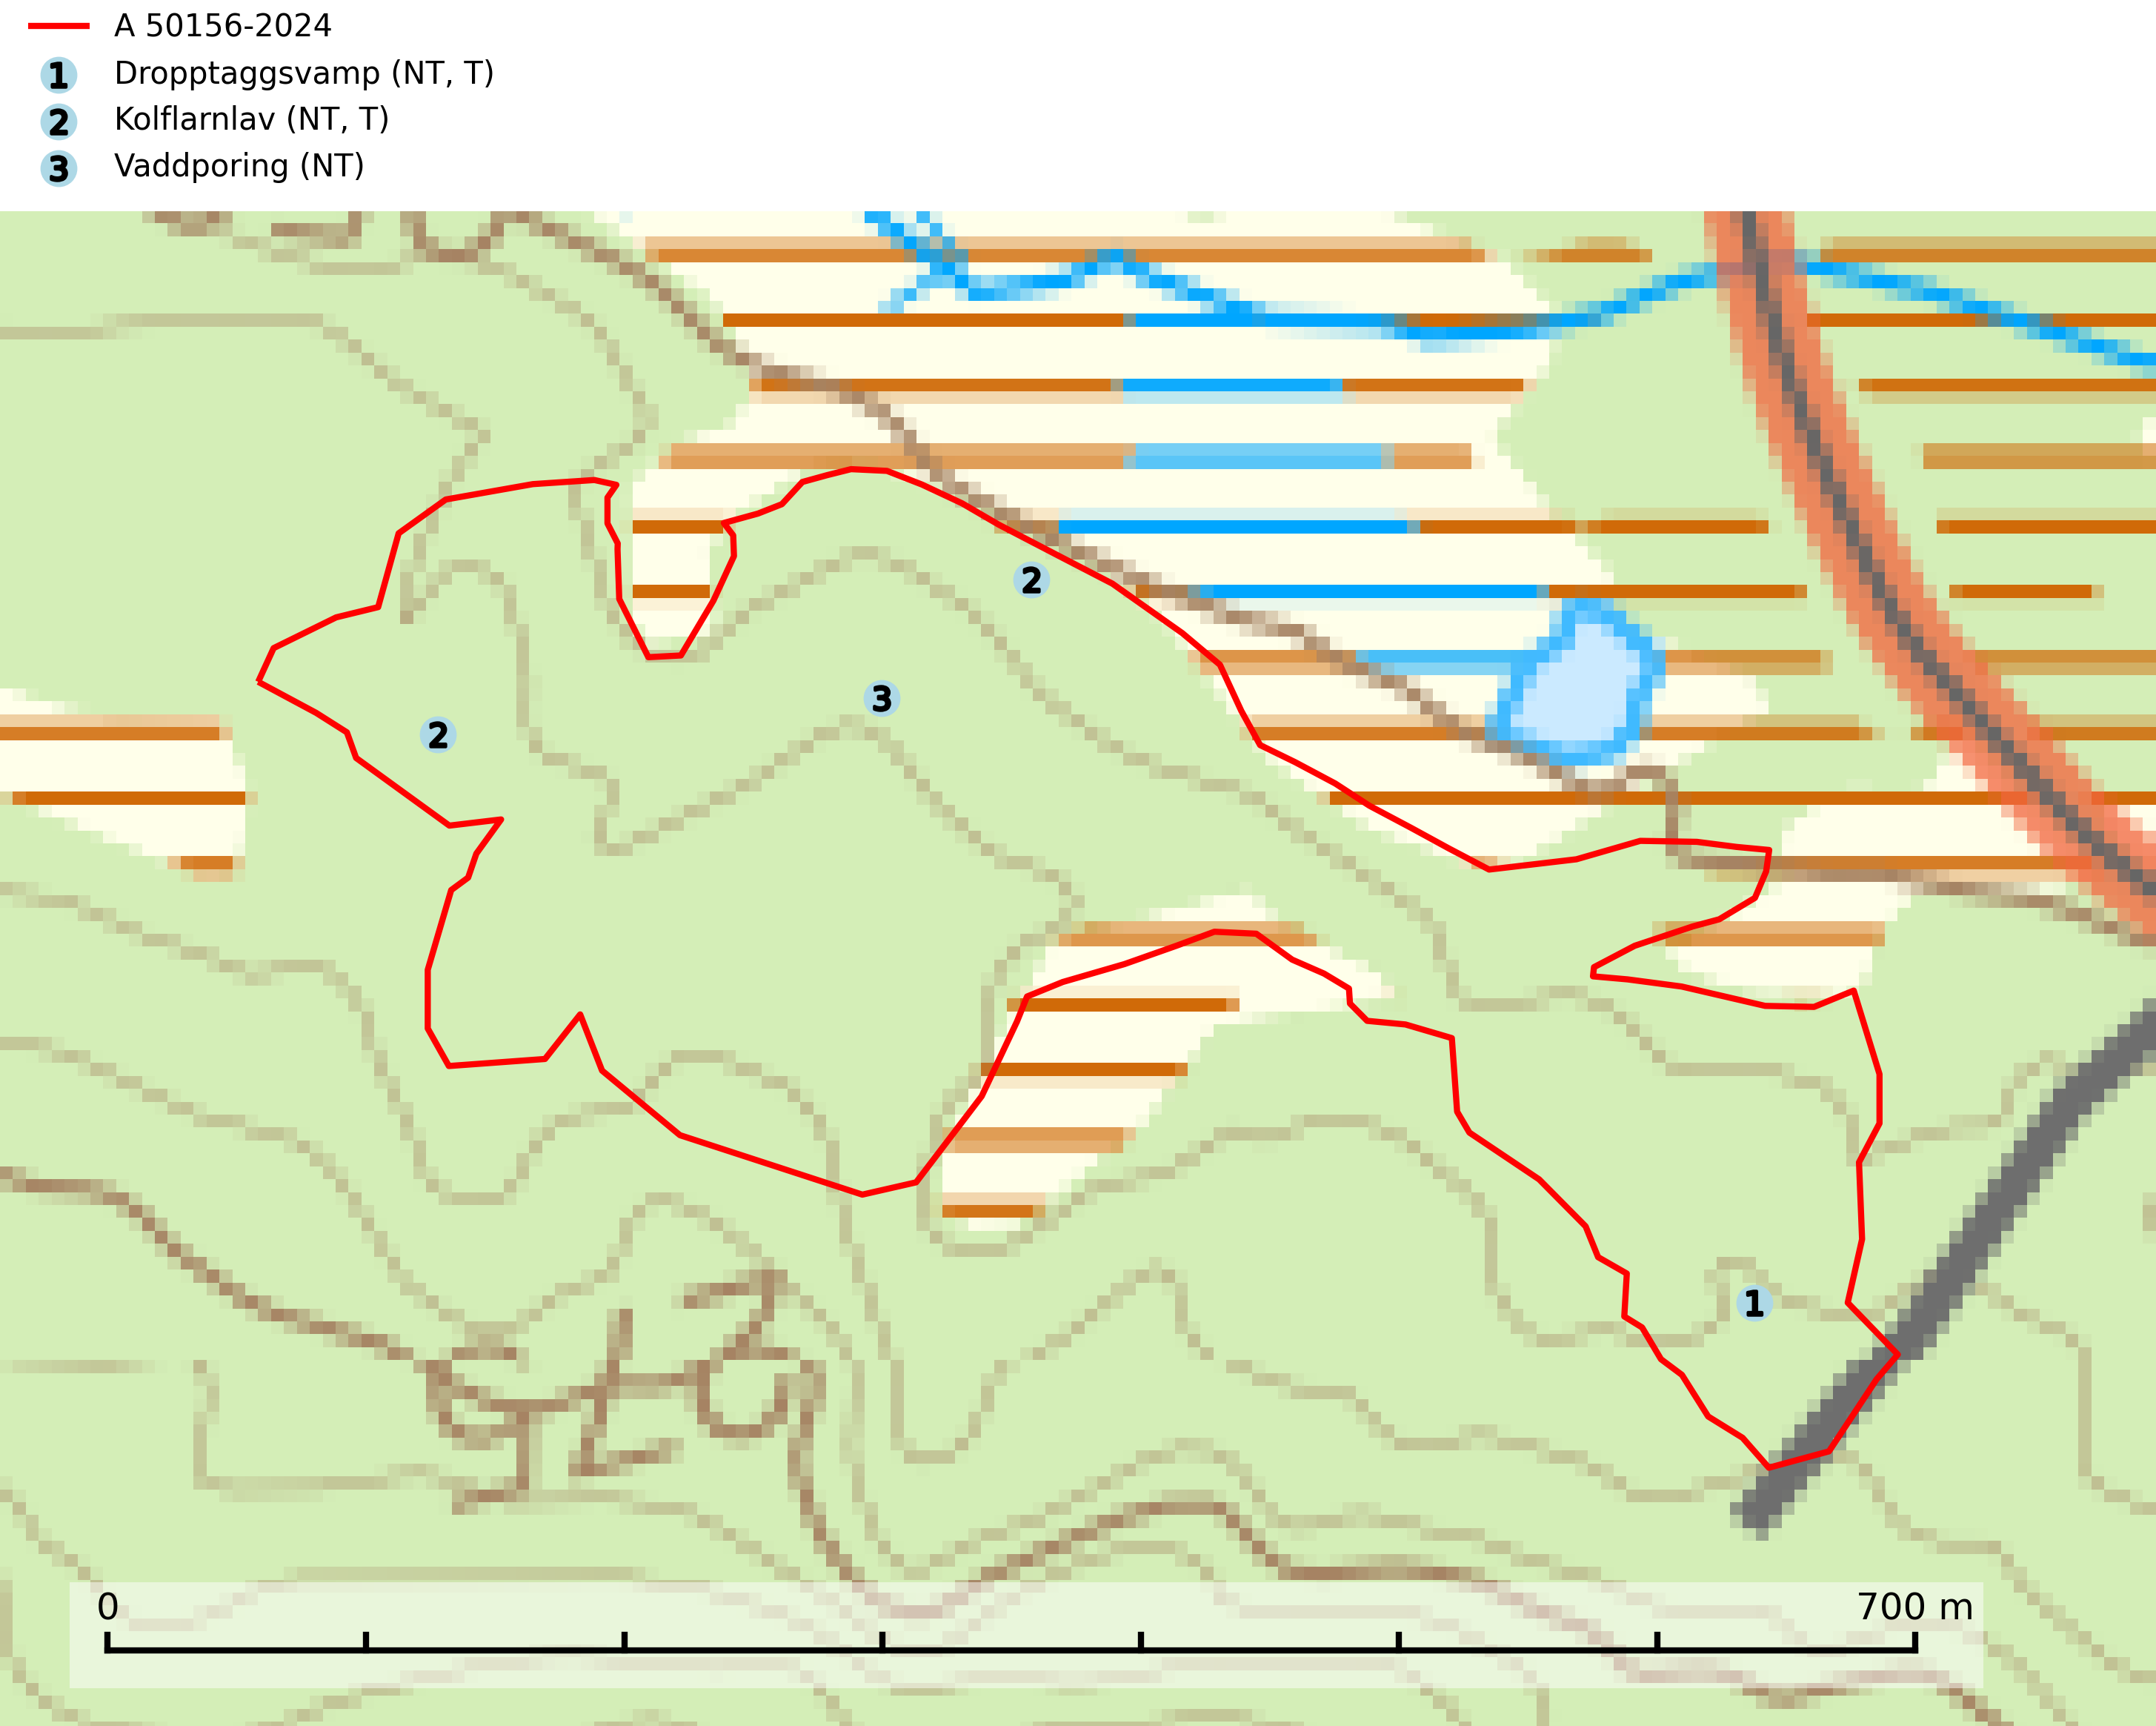 A 50156-2024
1 Dropptaggsvamp (NT, T)
2 Kolflarnlav (NT, T)
3 Vaddporing (NT)
2
3
2
1
0 700 m